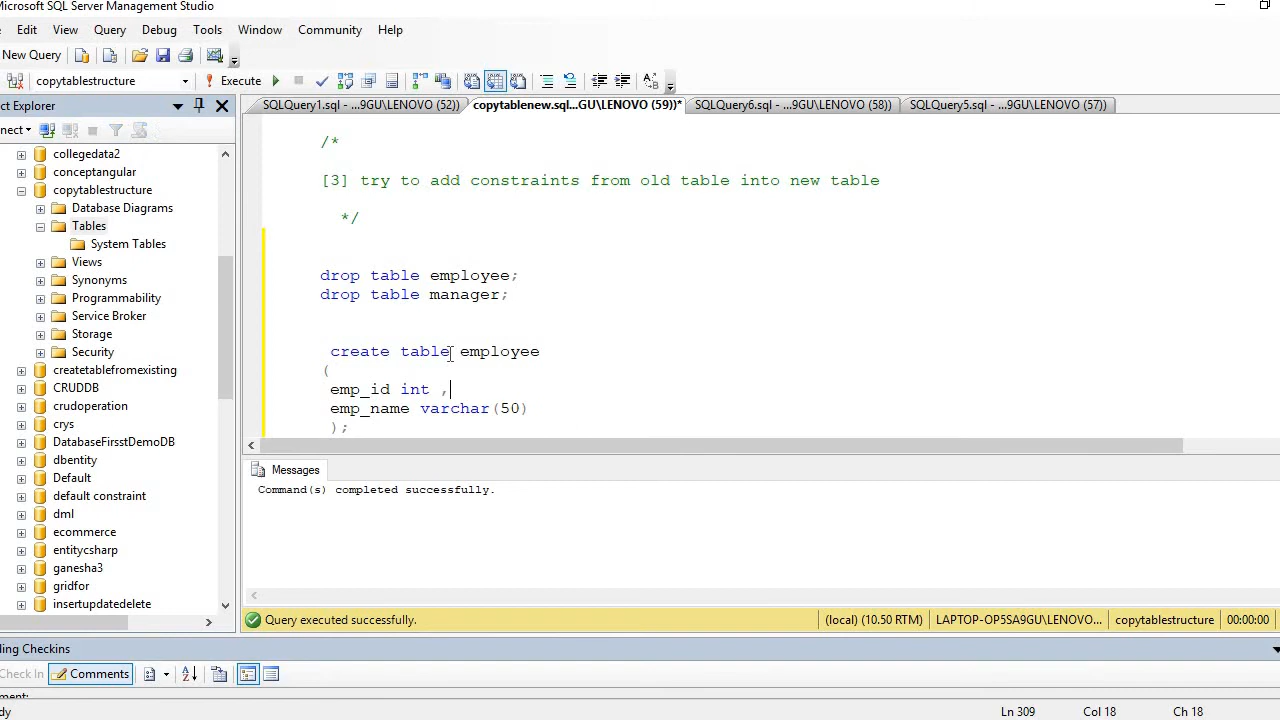 Microsoft SQL Server Management Studio
Edit View Query Debug Tools Window Community Help
New Query
copytablestructure Execute
ct Explorer
SQLQuery1.sql - ...9GU\LENOVO (52)) copytablenew.sql...GU\LENOVO (59))* SQLQuery6.sql - ...9GU\LENOVO (58)) SQLQuery5.sql - ...9GU\LENOVO (57))
nect
collegedata2
conceptangular
copytablestructure
Database Diagrams
Tables
System Tables
Views
Synonyms
Programmability
Service Broker
Storage
Security
createtablefromexisting
CRUDDB
crudoperation
crys
DatabaseFirsstDemoDB
dbentity
Default
default constraint
dml
ecommerce
entitycsharp
ganesha3
gridfor
insertupdatedelete
/*
[3] try to add constraints from old table into new table
*/
drop table employee;
drop table manager;
create table employee
(
emp_id int ,
emp_name varchar(50)
);
Messages
Command(s) completed successfully.
Query executed successfully. (local) (10.50 RTM) LAPTOP-OP5SA9GU\LENOVO... copytablestructure 00:00:00
ding Checkins
Check In Comments
ment:
dy Ln 309 Col 18 Ch 18